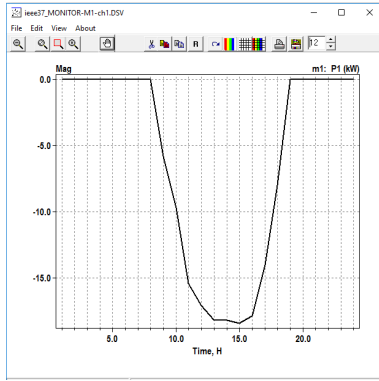 ieee37_MONITOR-M1-ch1.DSV
File Edit View About
R 12
Mag m1: P1 (kW)
0.0
-5.0
-10.0
-15.0
5.0 10.0 15.0 20.0
Time, H